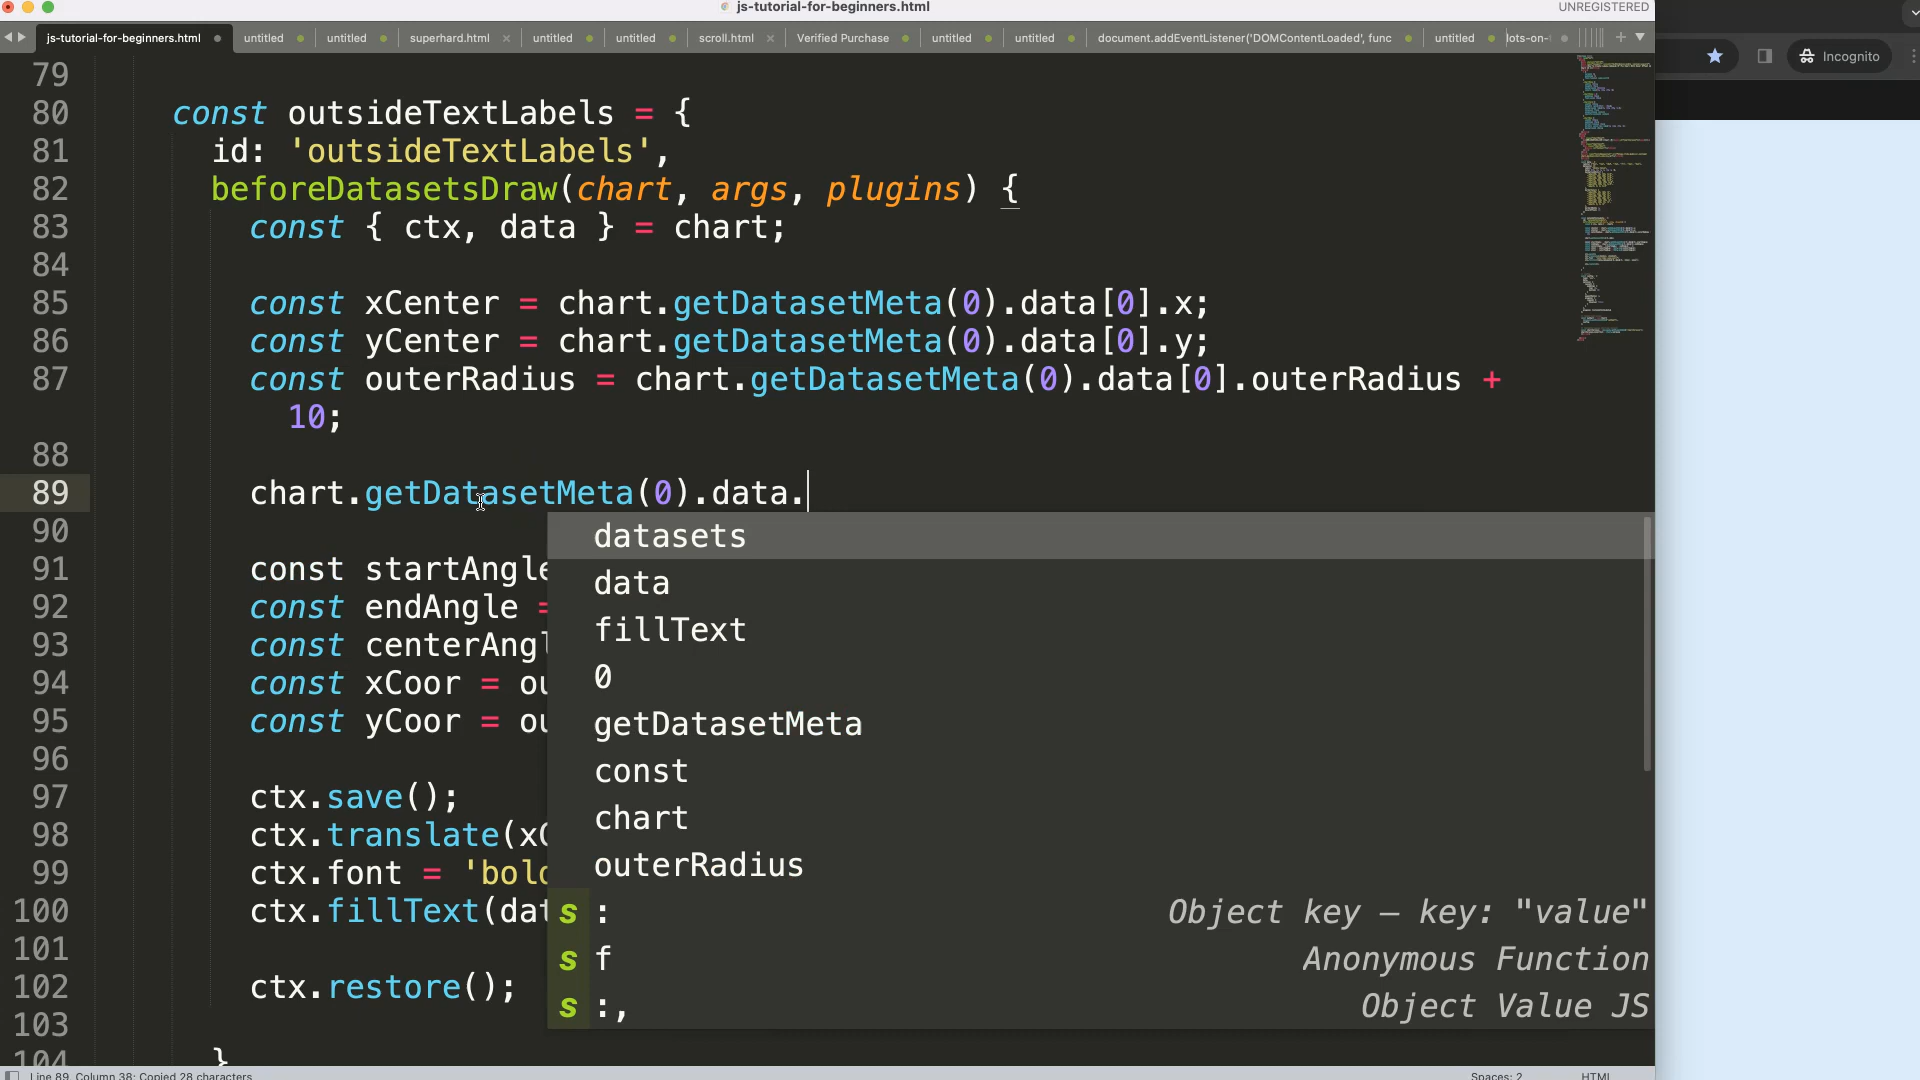 js-tutorial-for-beginners.html
UNREGISTERED
js-tutorial-for-beginners.html untitled untitled superhard.html untitled untitled scroll.html Verified Purchase untitled untitled document.addEventListener('DOMContentLoaded', func untitled lots-on-
Incognito
79
80 const outsideTextLabels = {
81 id: 'outsideTextLabels',
82 beforeDatasetsDraw(chart, args, plugins) {
83 const { ctx, data } = chart;
84
85 const xCenter = chart.getDatasetMeta(0).data[0].x;
86 const yCenter = chart.getDatasetMeta(0).data[0].y;
87 const outerRadius = chart.getDatasetMeta(0).data[0].outerRadius +
10;
88
89 chart.getDatasetMeta(0).data.
90
91 const startAngle
92 const endAngle =
93 const centerAngl
94 const xCoor = ou
95 const yCoor = ou
96
97 ctx.save();
98 ctx.translate(xC
99 ctx.font = 'bold
100 ctx.fillText(dat
101
102 ctx.restore();
103
104 }
datasets
data
fillText
0
getDatasetMeta
const
chart
outerRadius
s : Object key — key: "value"
s f Anonymous Function
s :, Object Value JS
Line 89, Column 38; Copied 28 characters
Spaces: 2
HTML